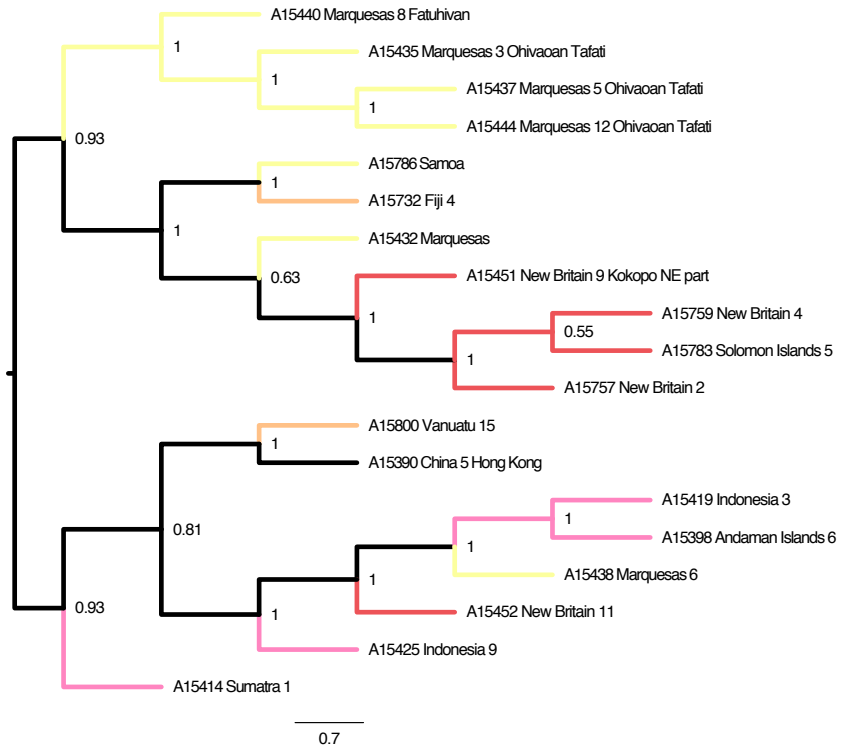 A15440 Marquesas 8 Fatuhivan
1
A15435 Marquesas 3 Ohivaoan Tafati
1
A15437 Marquesas 5 Ohivaoan Tafati
1
A15444 Marquesas 12 Ohivaoan Tafati
0.93
A15786 Samoa
1
A15732 Fiji 4
1
A15432 Marquesas
0.63
A15451 New Britain 9 Kokopo NE part
1
A15759 New Britain 4
0.55
A15783 Solomon Islands 5
1
A15757 New Britain 2
A15800 Vanuatu 15
1
A15390 China 5 Hong Kong
0.81
A15419 Indonesia 3
1
A15398 Andaman Islands 6
1
A15438 Marquesas 6
1
A15452 New Britain 11
1
0.93
A15425 Indonesia 9
A15414 Sumatra 1
0.7